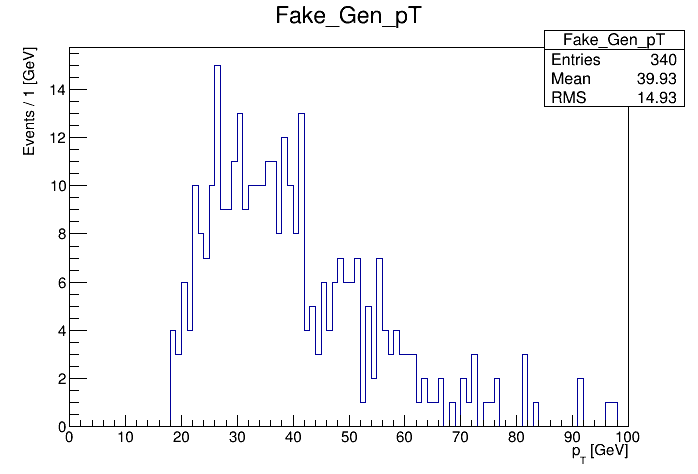 Fake_Gen_pT
Fake_Gen_pT
Entries 340
Mean 39.93
RMS 14.93
Events / 1 [GeV]
14
12
10
8
6
4
2
0
0 10 20 30 40 50 60 70 80 90 100
p_T [GeV]